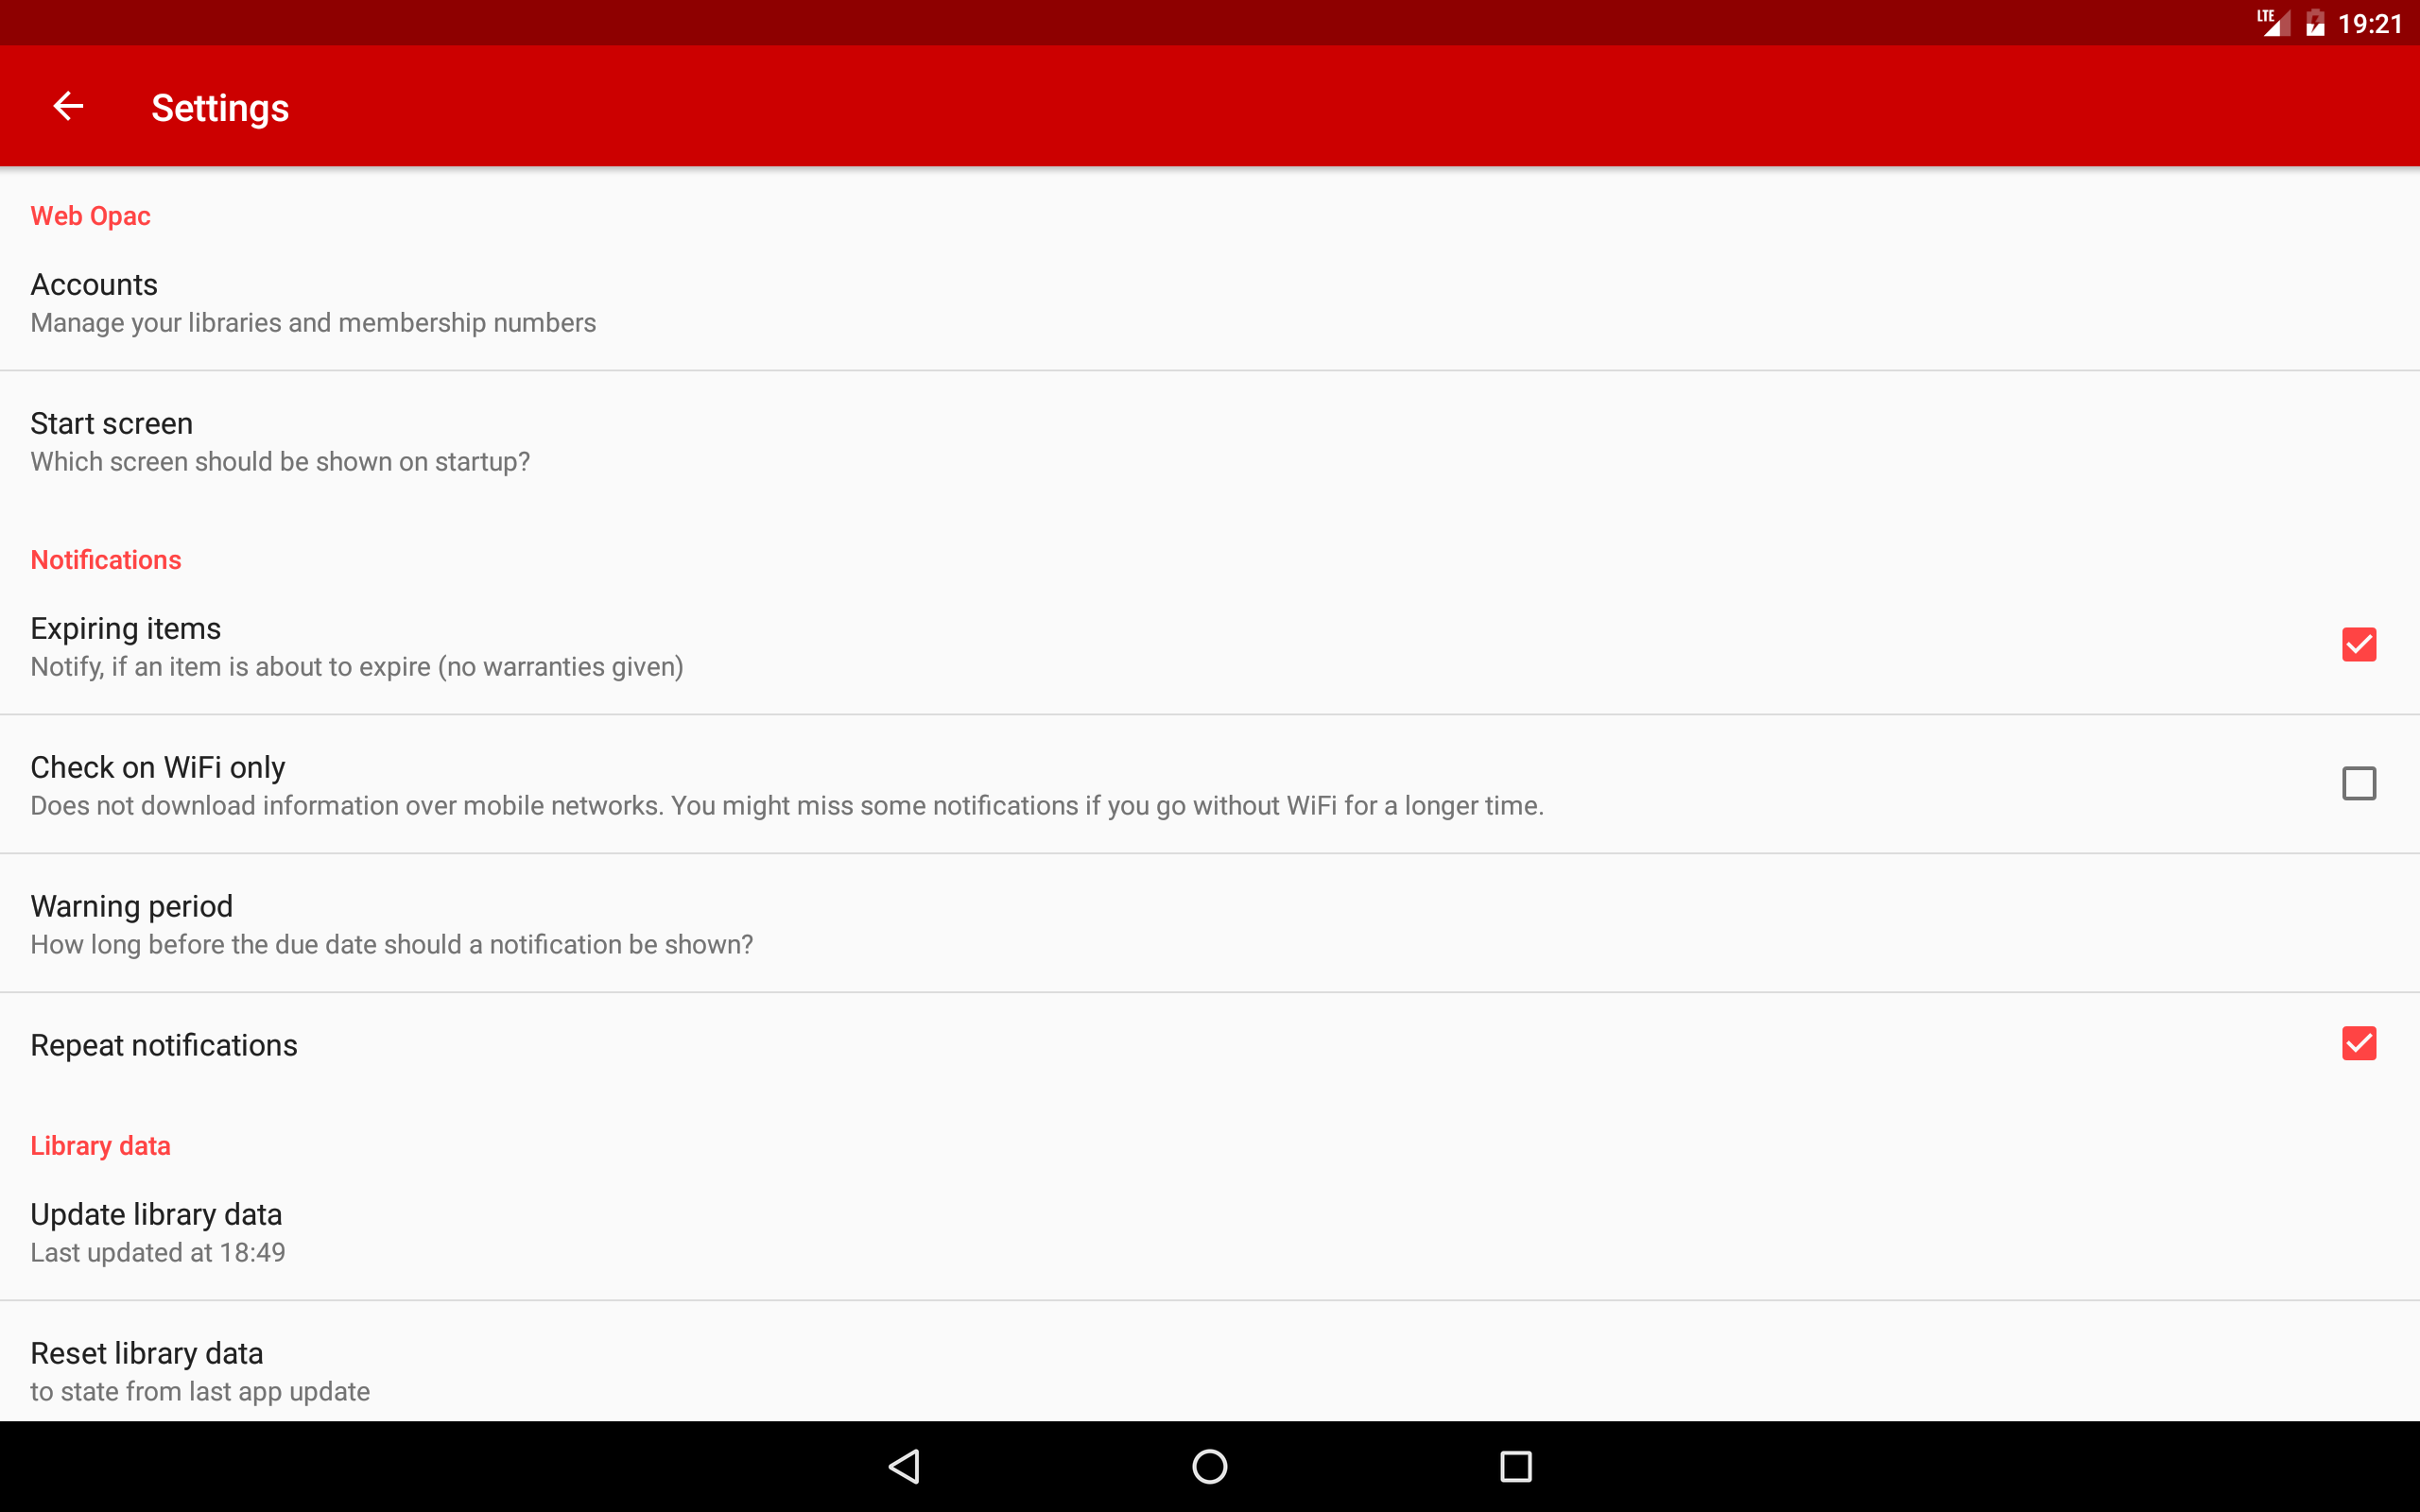 LTE 19:21
Settings
Web Opac
Accounts
Manage your libraries and membership numbers
Start screen
Which screen should be shown on startup?
Notifications
Expiring items
Notify, if an item is about to expire (no warranties given)
Check on WiFi only
Does not download information over mobile networks. You might miss some notifications if you go without WiFi for a longer time.
Warning period
How long before the due date should a notification be shown?
Repeat notifications
Library data
Update library data
Last updated at 18:49
Reset library data
to state from last app update